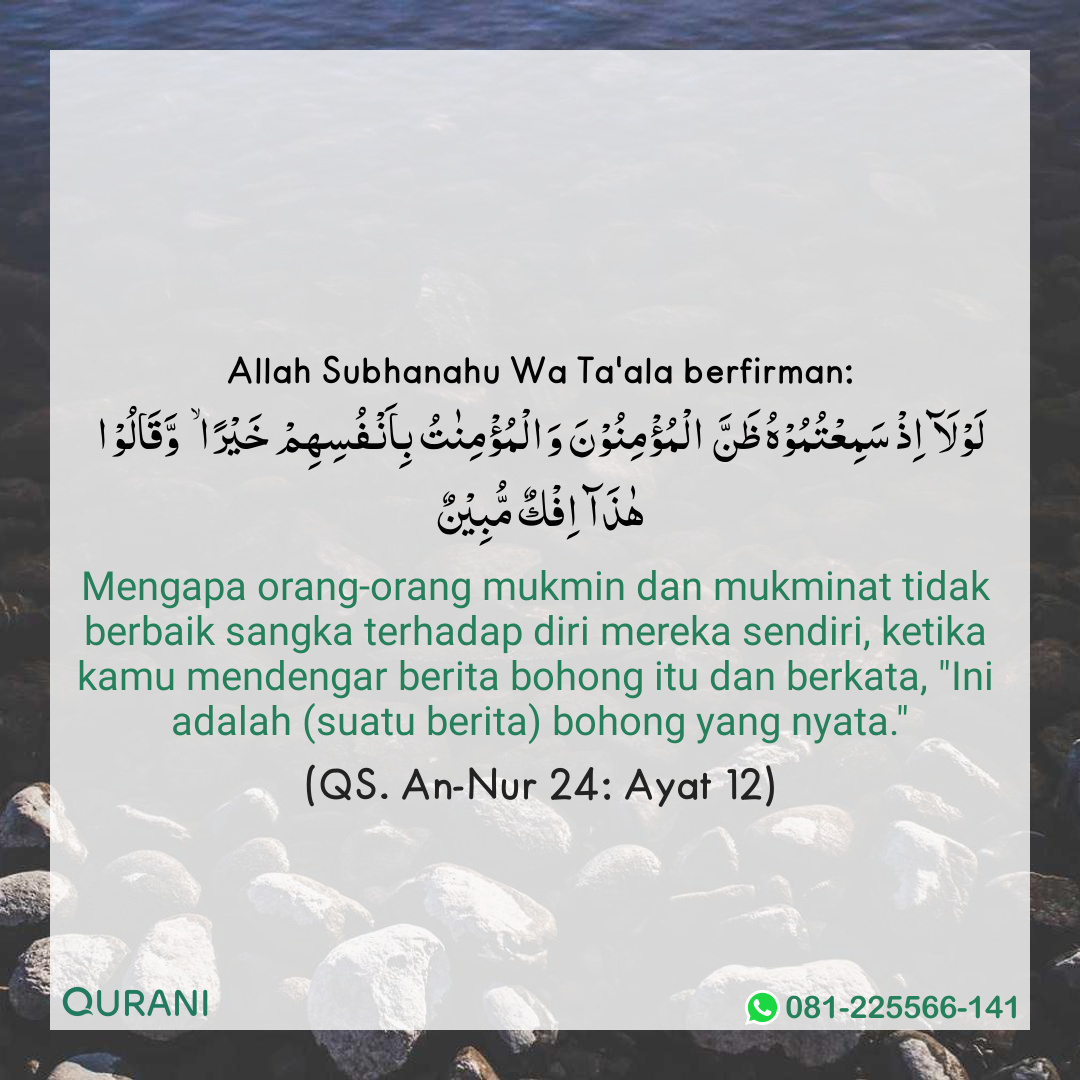 Allah Subhanahu Wa Ta'ala berfirman:
لَوْلَاۤ اِذْ سَمِعْتُمُوْهُ ظَنَّ الْمُؤْمِنُوْنَ وَا لْمُؤْمِنٰتُ بِاَ نْفُسِهِمْ خَيْرًا ۙ وَّقَا لُوْا
هٰذَاۤ اِفْكٌ مُّبِيْنٌ
Mengapa orang-orang mukmin dan mukminat tidak
berbaik sangka terhadap diri mereka sendiri, ketika
kamu mendengar berita bohong itu dan berkata, "Ini
adalah (suatu berita) bohong yang nyata."
(QS. An-Nur 24: Ayat 12)
QURANI
081-225566-141